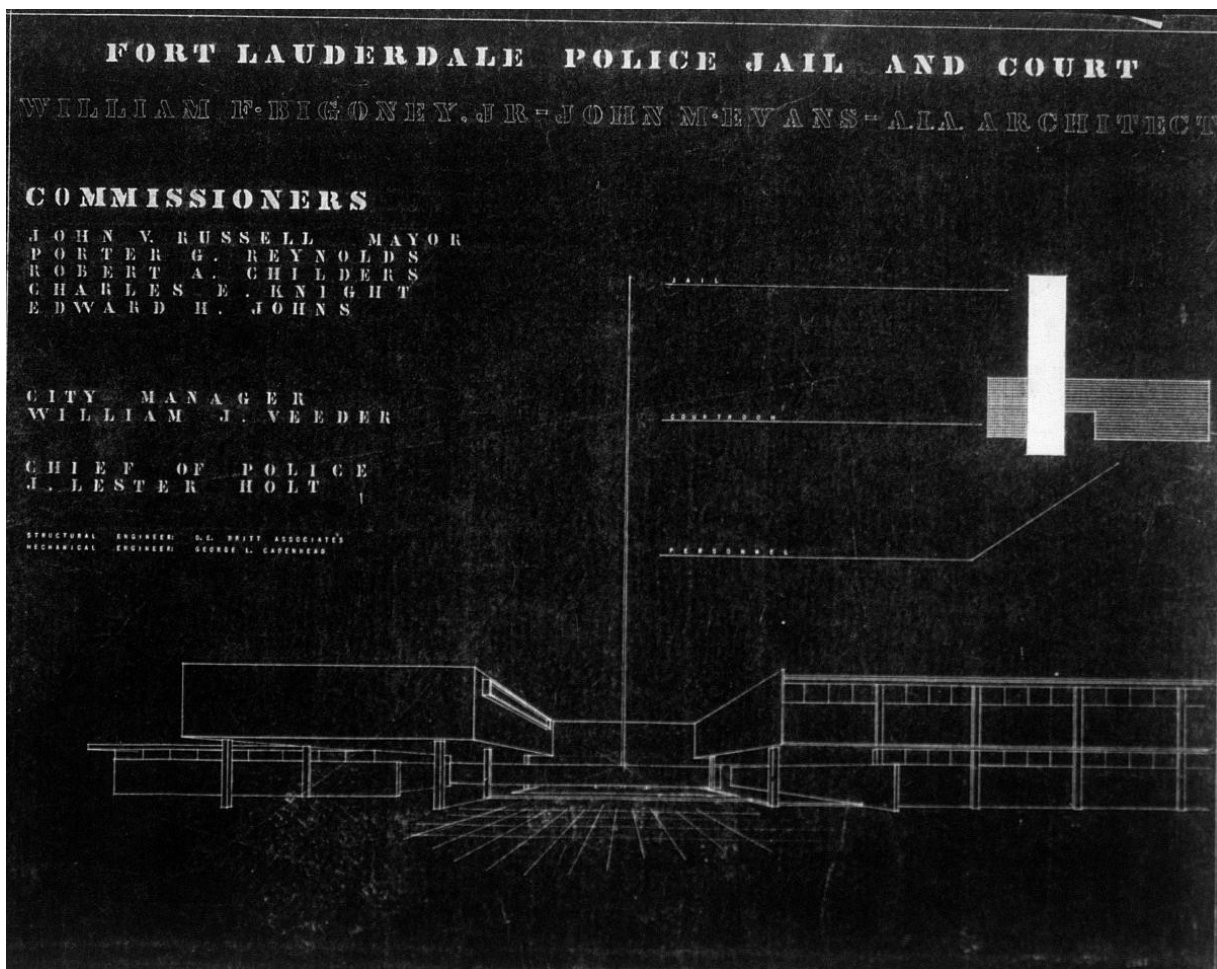 FORT LAUDERDALE POLICE JAIL AND COURT
WILLIAM F. BIGONEY, JR - JOHN M. EVANS - A.I.A. ARCHITECT
COMMISSIONERS
JOHN V. RUSSELL MAYOR
PORTER G. REYNOLDS
ROBERT A. CHILDERS
CHARLES E. KNIGHT
EDWARD H. JOHNS
CITY MANAGER
WILLIAM J. VEEDER
CHIEF OF POLICE
J. LESTER HOLT
STRUCTURAL ENGINEER: D.E. BRITT ASSOCIATES
MECHANICAL ENGINEER: GEORGE L. CADENHEAD
JAIL
COURTROOM
PERSONNEL